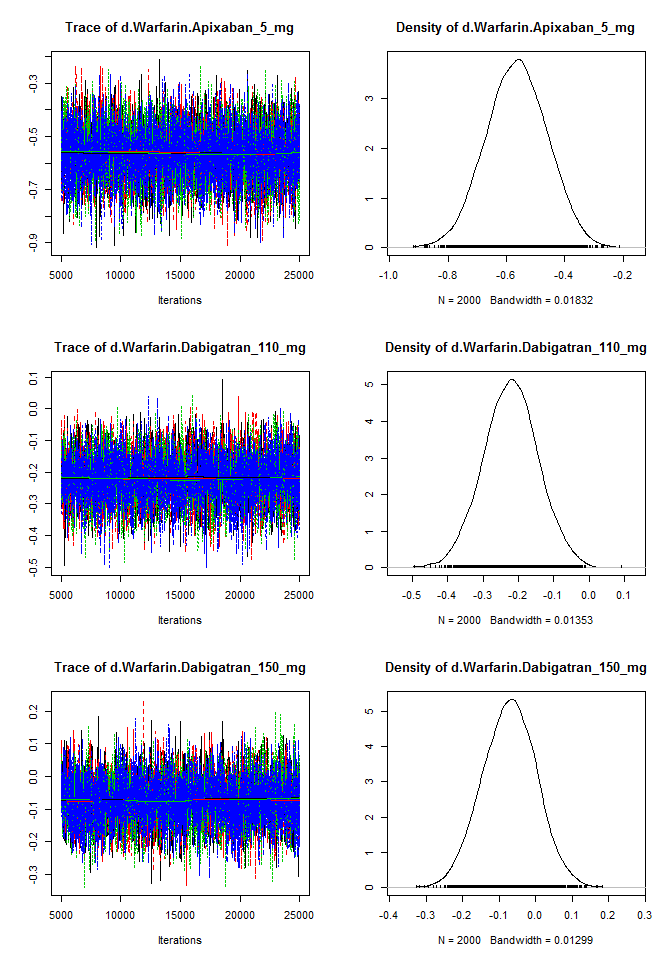 Trace of d.Warfarin.Apixaban_5_mg
-0.3
-0.5
-0.7
-0.9
5000 10000 15000 20000 25000
Iterations
Density of d.Warfarin.Apixaban_5_mg
3
2
1
0
-1.0 -0.8 -0.6 -0.4 -0.2
N = 2000 Bandwidth = 0.01832
Trace of d.Warfarin.Dabigatran_110_mg
0.1
0.0
-0.1
-0.2
-0.3
-0.4
-0.5
5000 10000 15000 20000 25000
Iterations
Density of d.Warfarin.Dabigatran_110_mg
5
4
3
2
1
0
-0.5 -0.4 -0.3 -0.2 -0.1 0.0 0.1
N = 2000 Bandwidth = 0.01353
Trace of d.Warfarin.Dabigatran_150_mg
0.2
0.1
0.0
-0.1
-0.2
-0.3
5000 10000 15000 20000 25000
Iterations
Density of d.Warfarin.Dabigatran_150_mg
5
4
3
2
1
0
-0.4 -0.3 -0.2 -0.1 0.0 0.1 0.2 0.3
N = 2000 Bandwidth = 0.01299